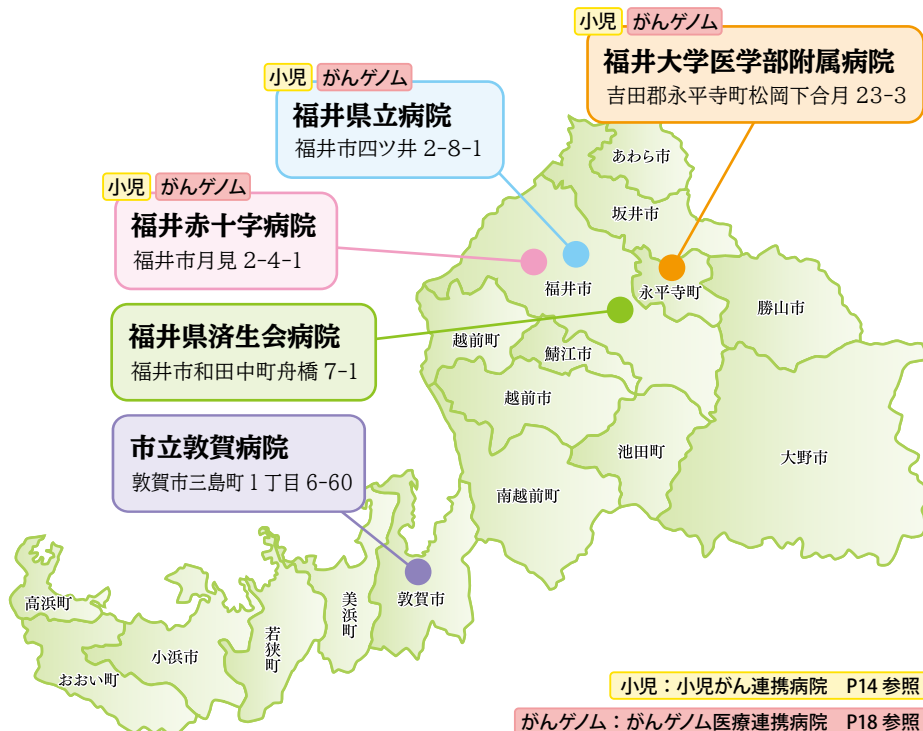 小児 がんゲノム
福井大学医学部附属病院
吉田郡永平寺町松岡下合月 23-3
小児 がんゲノム
福井県立病院
福井市四ツ井 2-8-1
小児 がんゲノム
福井赤十字病院
福井市月見 2-4-1
福井県済生会病院
福井市和田中町舟橋 7-1
市立敦賀病院
敦賀市三島町 1 丁目 6-60
あわら市
坂井市
福井市
永平寺町
勝山市
越前町
鯖江市
越前市
池田町
大野市
南越前町
敦賀市
美浜町
若狭町
小浜市
おおい町
高浜町
小児：小児がん連携病院 P14 参照
がんゲノム：がんゲノム医療連携病院 P18 参照